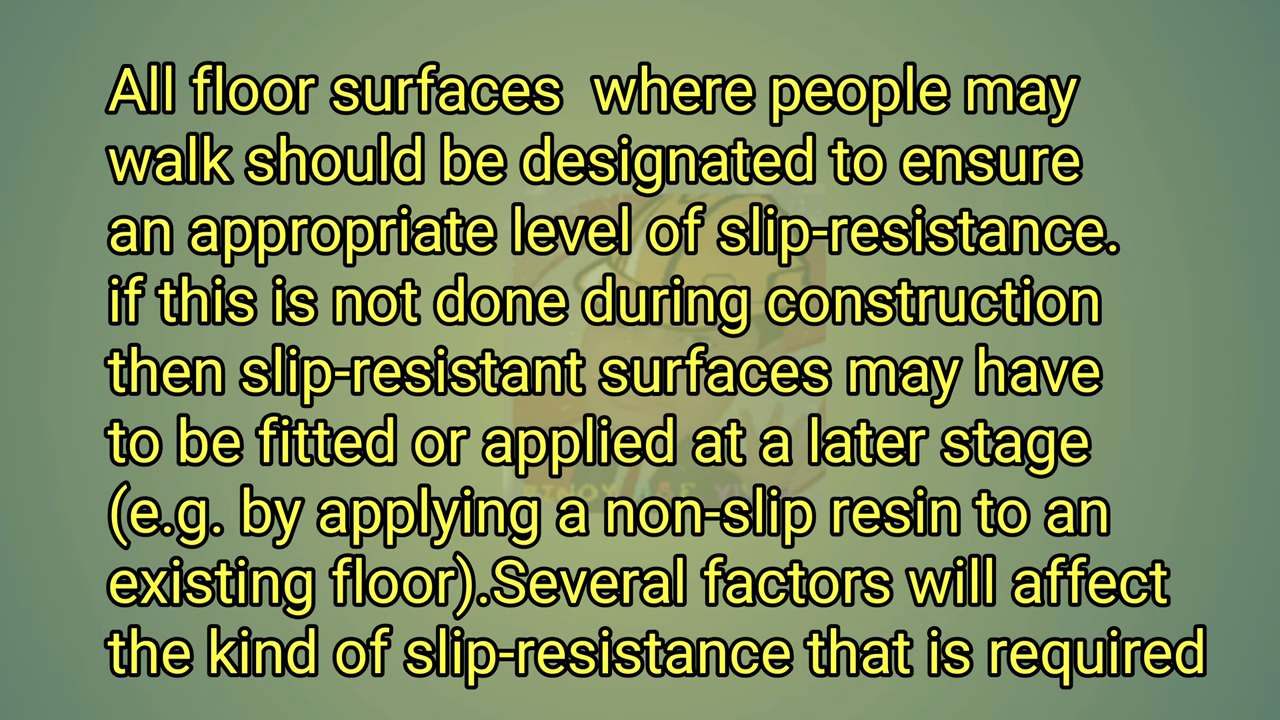 All floor surfaces  where people may
walk should be designated to ensure
an appropriate level of slip-resistance.
if this is not done during construction
then slip-resistant surfaces may have
to be fitted or applied at a later stage
(e.g. by applying a non-slip resin to an
existing floor).Several factors will affect
the kind of slip-resistance that is required